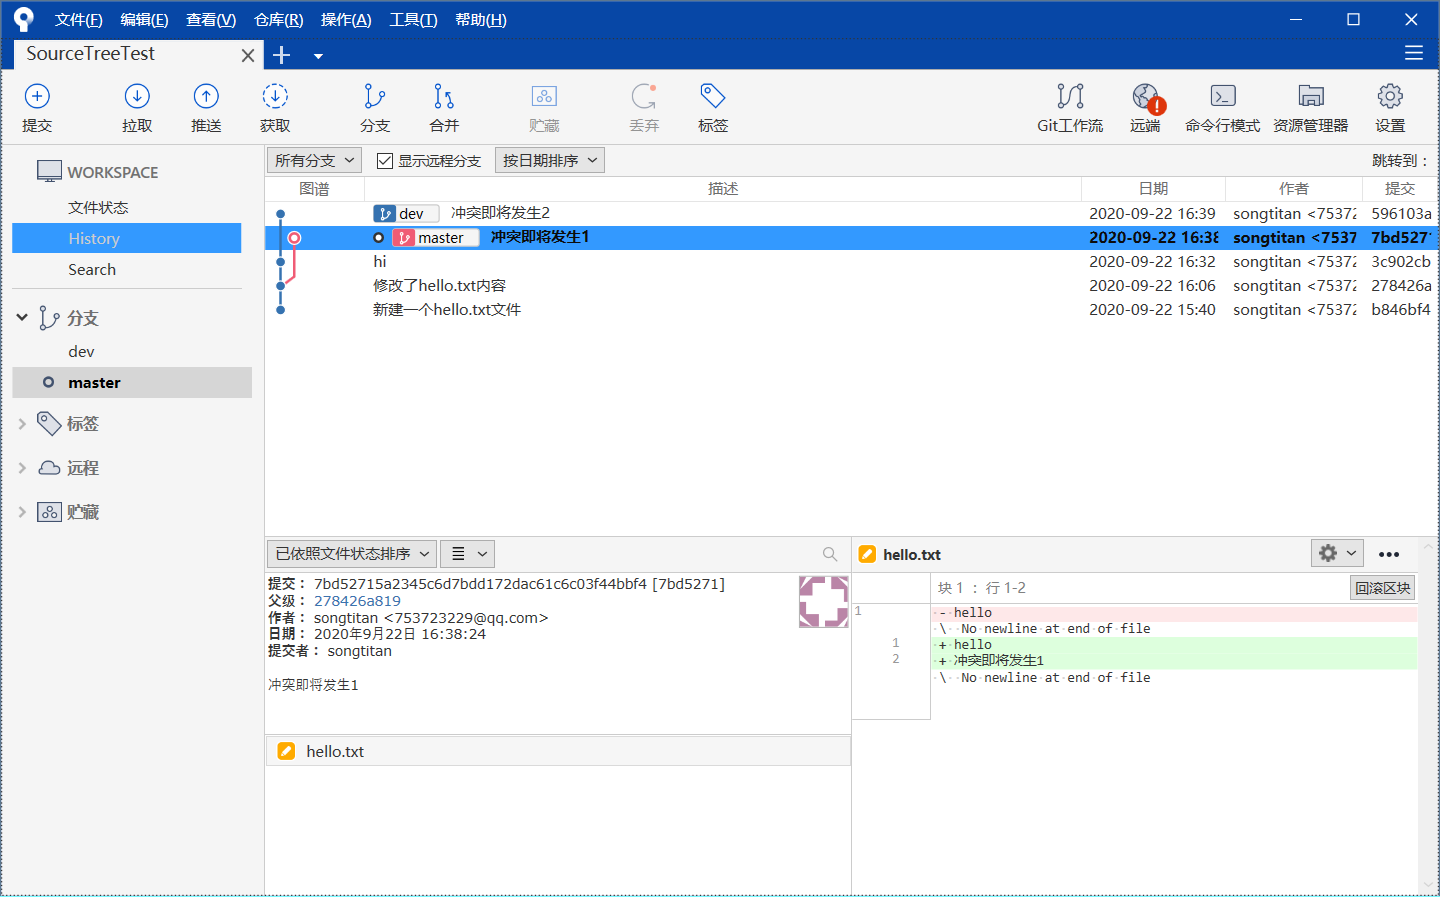 文件(F) 编辑(E) 查看(V) 仓库(R) 操作(A) 工具(T) 帮助(H)
SourceTreeTest
提交 拉取 推送 获取 分支 合并 贮藏 丢弃 标签 Git工作流 远端 命令行模式 资源管理器 设置
WORKSPACE
文件状态
History
Search
分支
dev
master
标签
远程
贮藏
所有分支 显示远程分支 按日期排序 跳转到：
图谱 描述 日期 作者 提交
dev 冲突即将发生2 2020-09-22 16:39 songtitan <75372 596103a
master 冲突即将发生1 2020-09-22 16:38 songtitan <7537 7bd527
hi 2020-09-22 16:32 songtitan <75372 3c902cb
修改了hello.txt内容 2020-09-22 16:06 songtitan <75372 278426a
新建一个hello.txt文件 2020-09-22 15:40 songtitan <75372 b846bf4
已依照文件状态排序
提交： 7bd52715a2345c6d7bdd172dac61c6c03f44bbf4 [7bd5271]
父级： 278426a819
作者： songtitan <753723229@qq.com>
日期： 2020年9月22日 16:38:24
提交者： songtitan
冲突即将发生1
hello.txt
hello.txt
块 1 ：行 1-2 回滚区块
1 - hello
\ No newline at end of file
1 + hello
2 + 冲突即将发生1
\ No newline at end of file